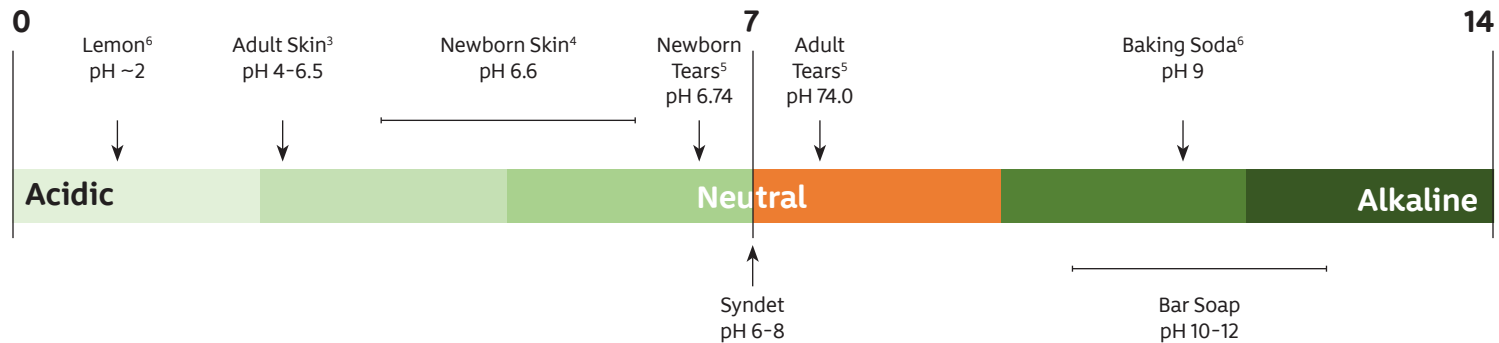 0
7
14
Lemon⁶
pH ~2
Adult Skin³
pH 4-6.5
Newborn Skin⁴
pH 6.6
Newborn
Tears⁵
pH 6.74
Adult
Tears⁵
pH 74.0
Baking Soda⁶
pH 9
Acidic
Neutral
Alkaline
Syndet
pH 6-8
Bar Soap
pH 10-12